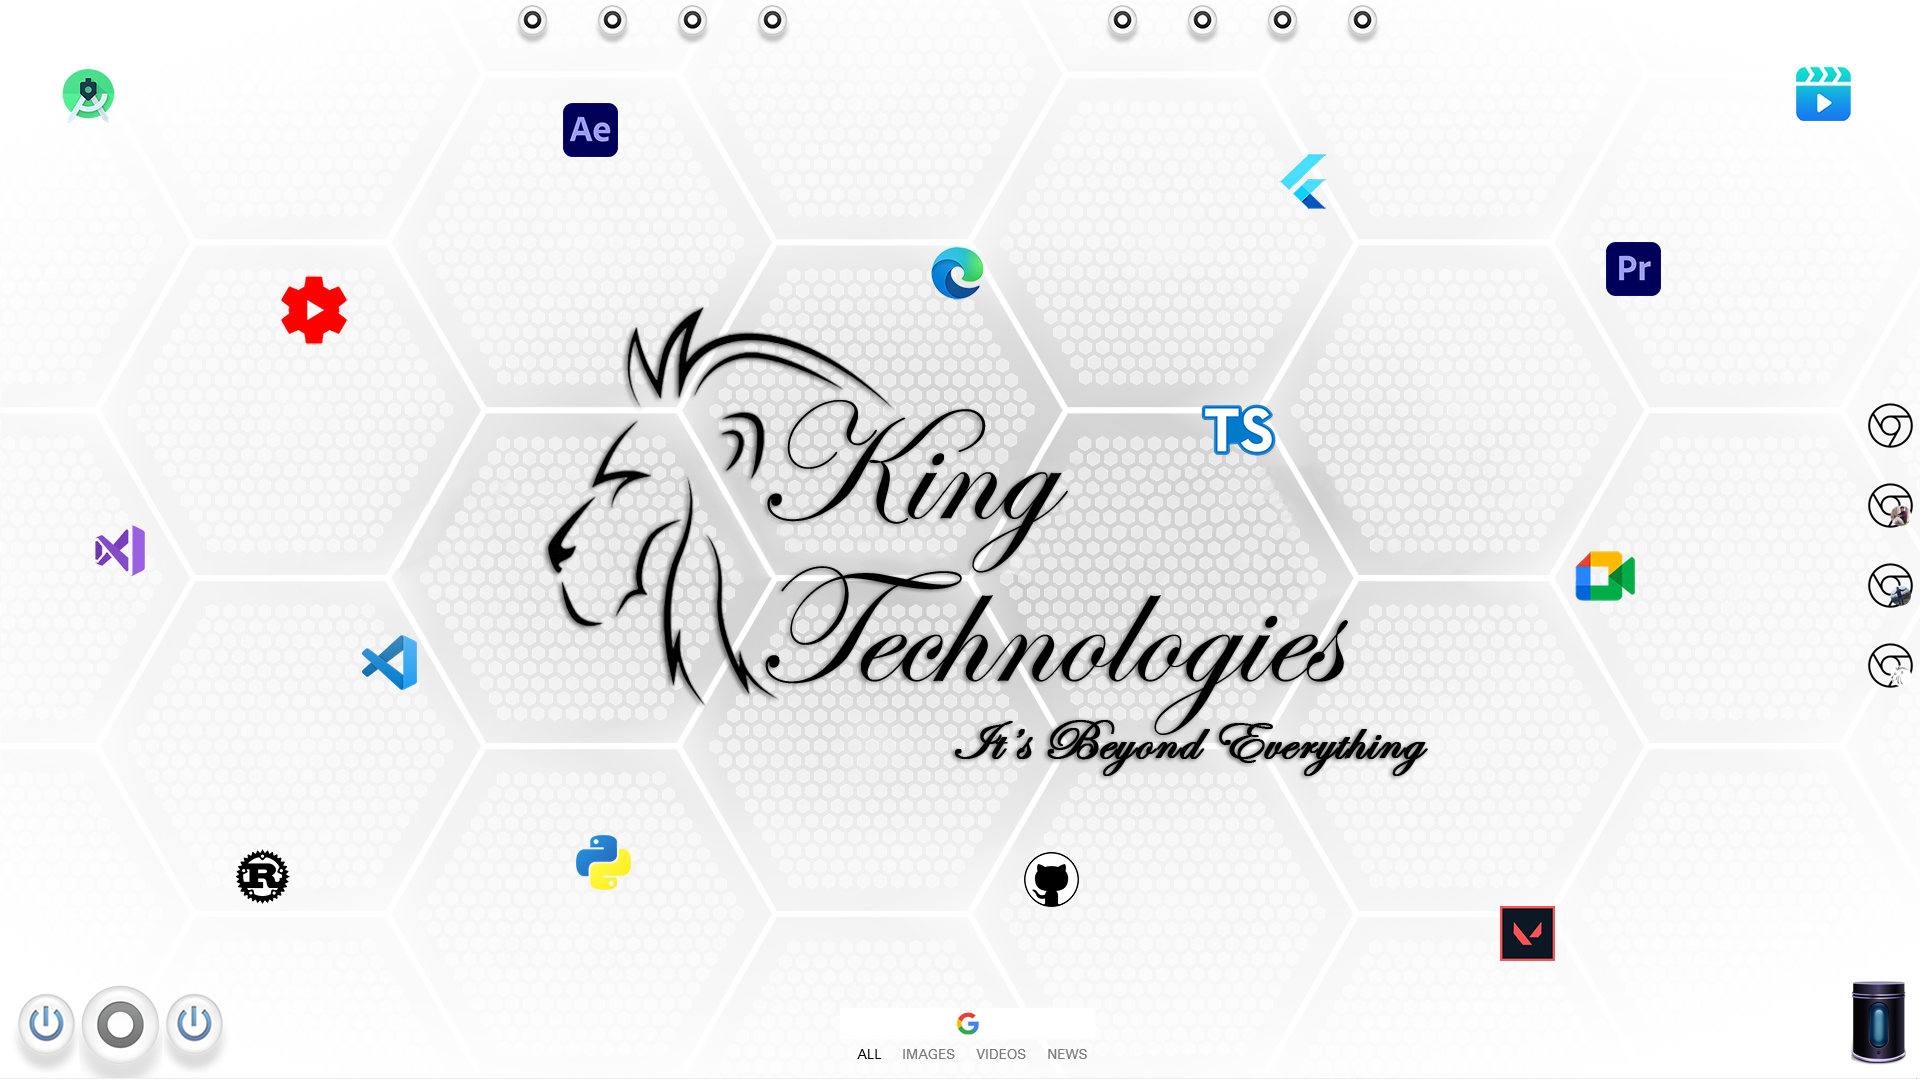 Ae
Pr
TS
King
Technologies
It's Beyond Everything
R
G
ALL IMAGES VIDEOS NEWS